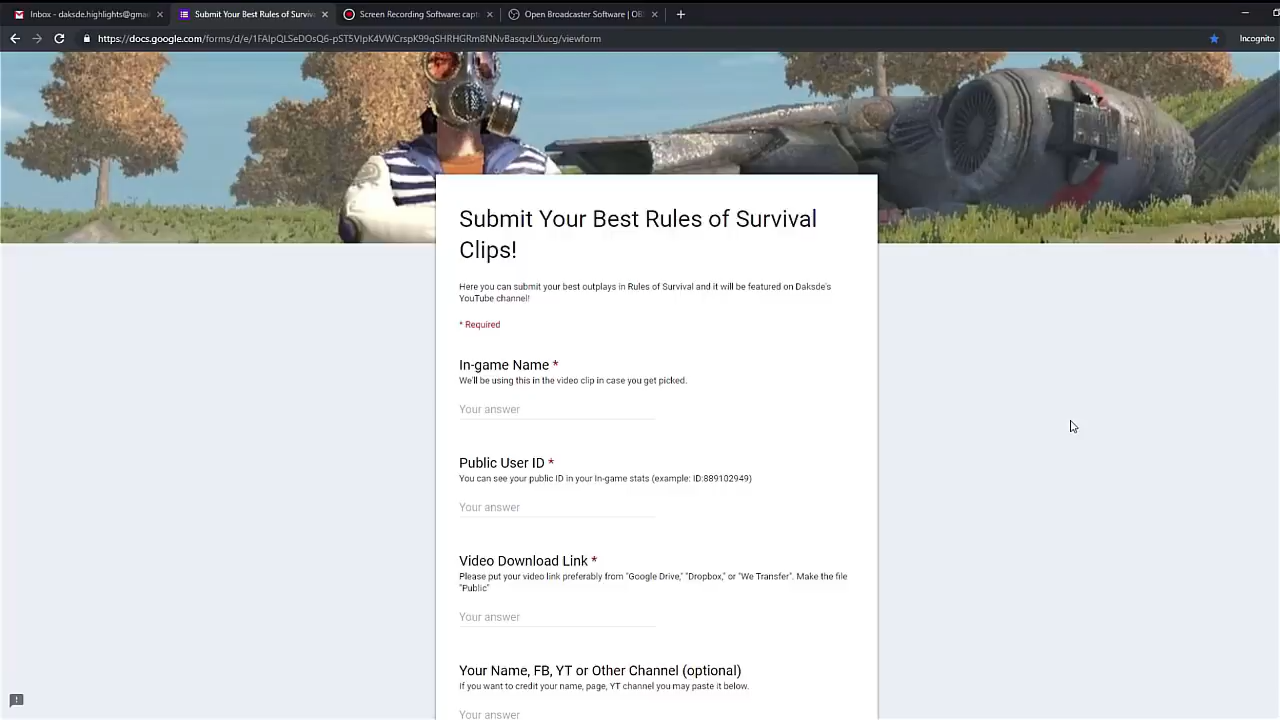 Inbox - daksde.highlights@gma
Submit Your Best Rules of Surviv
Screen Recording Software: capt
Open Broadcaster Software | OB
https://docs.google.com/forms/d/e/1FAIpQLSeDOsQ6-pST5VIpK4VWCrspK99qSHRHGRm8NNvBasqxJLXucg/viewform
Incognito
Submit Your Best Rules of Survival
Clips!
Here you can submit your best outplays in Rules of Survival and it will be featured on Daksde's
YouTube channel!
* Required
In-game Name *
We'll be using this in the video clip in case you get picked.
Your answer
Public User ID *
You can see your public ID in your In-game stats (example: ID:889102949)
Your answer
Video Download Link *
Please put your video link preferably from "Google Drive," "Dropbox," or "We Transfer". Make the file
"Public"
Your answer
Your Name, FB, YT or Other Channel (optional)
If you want to credit your name, page, YT channel you may paste it below.
Your answer